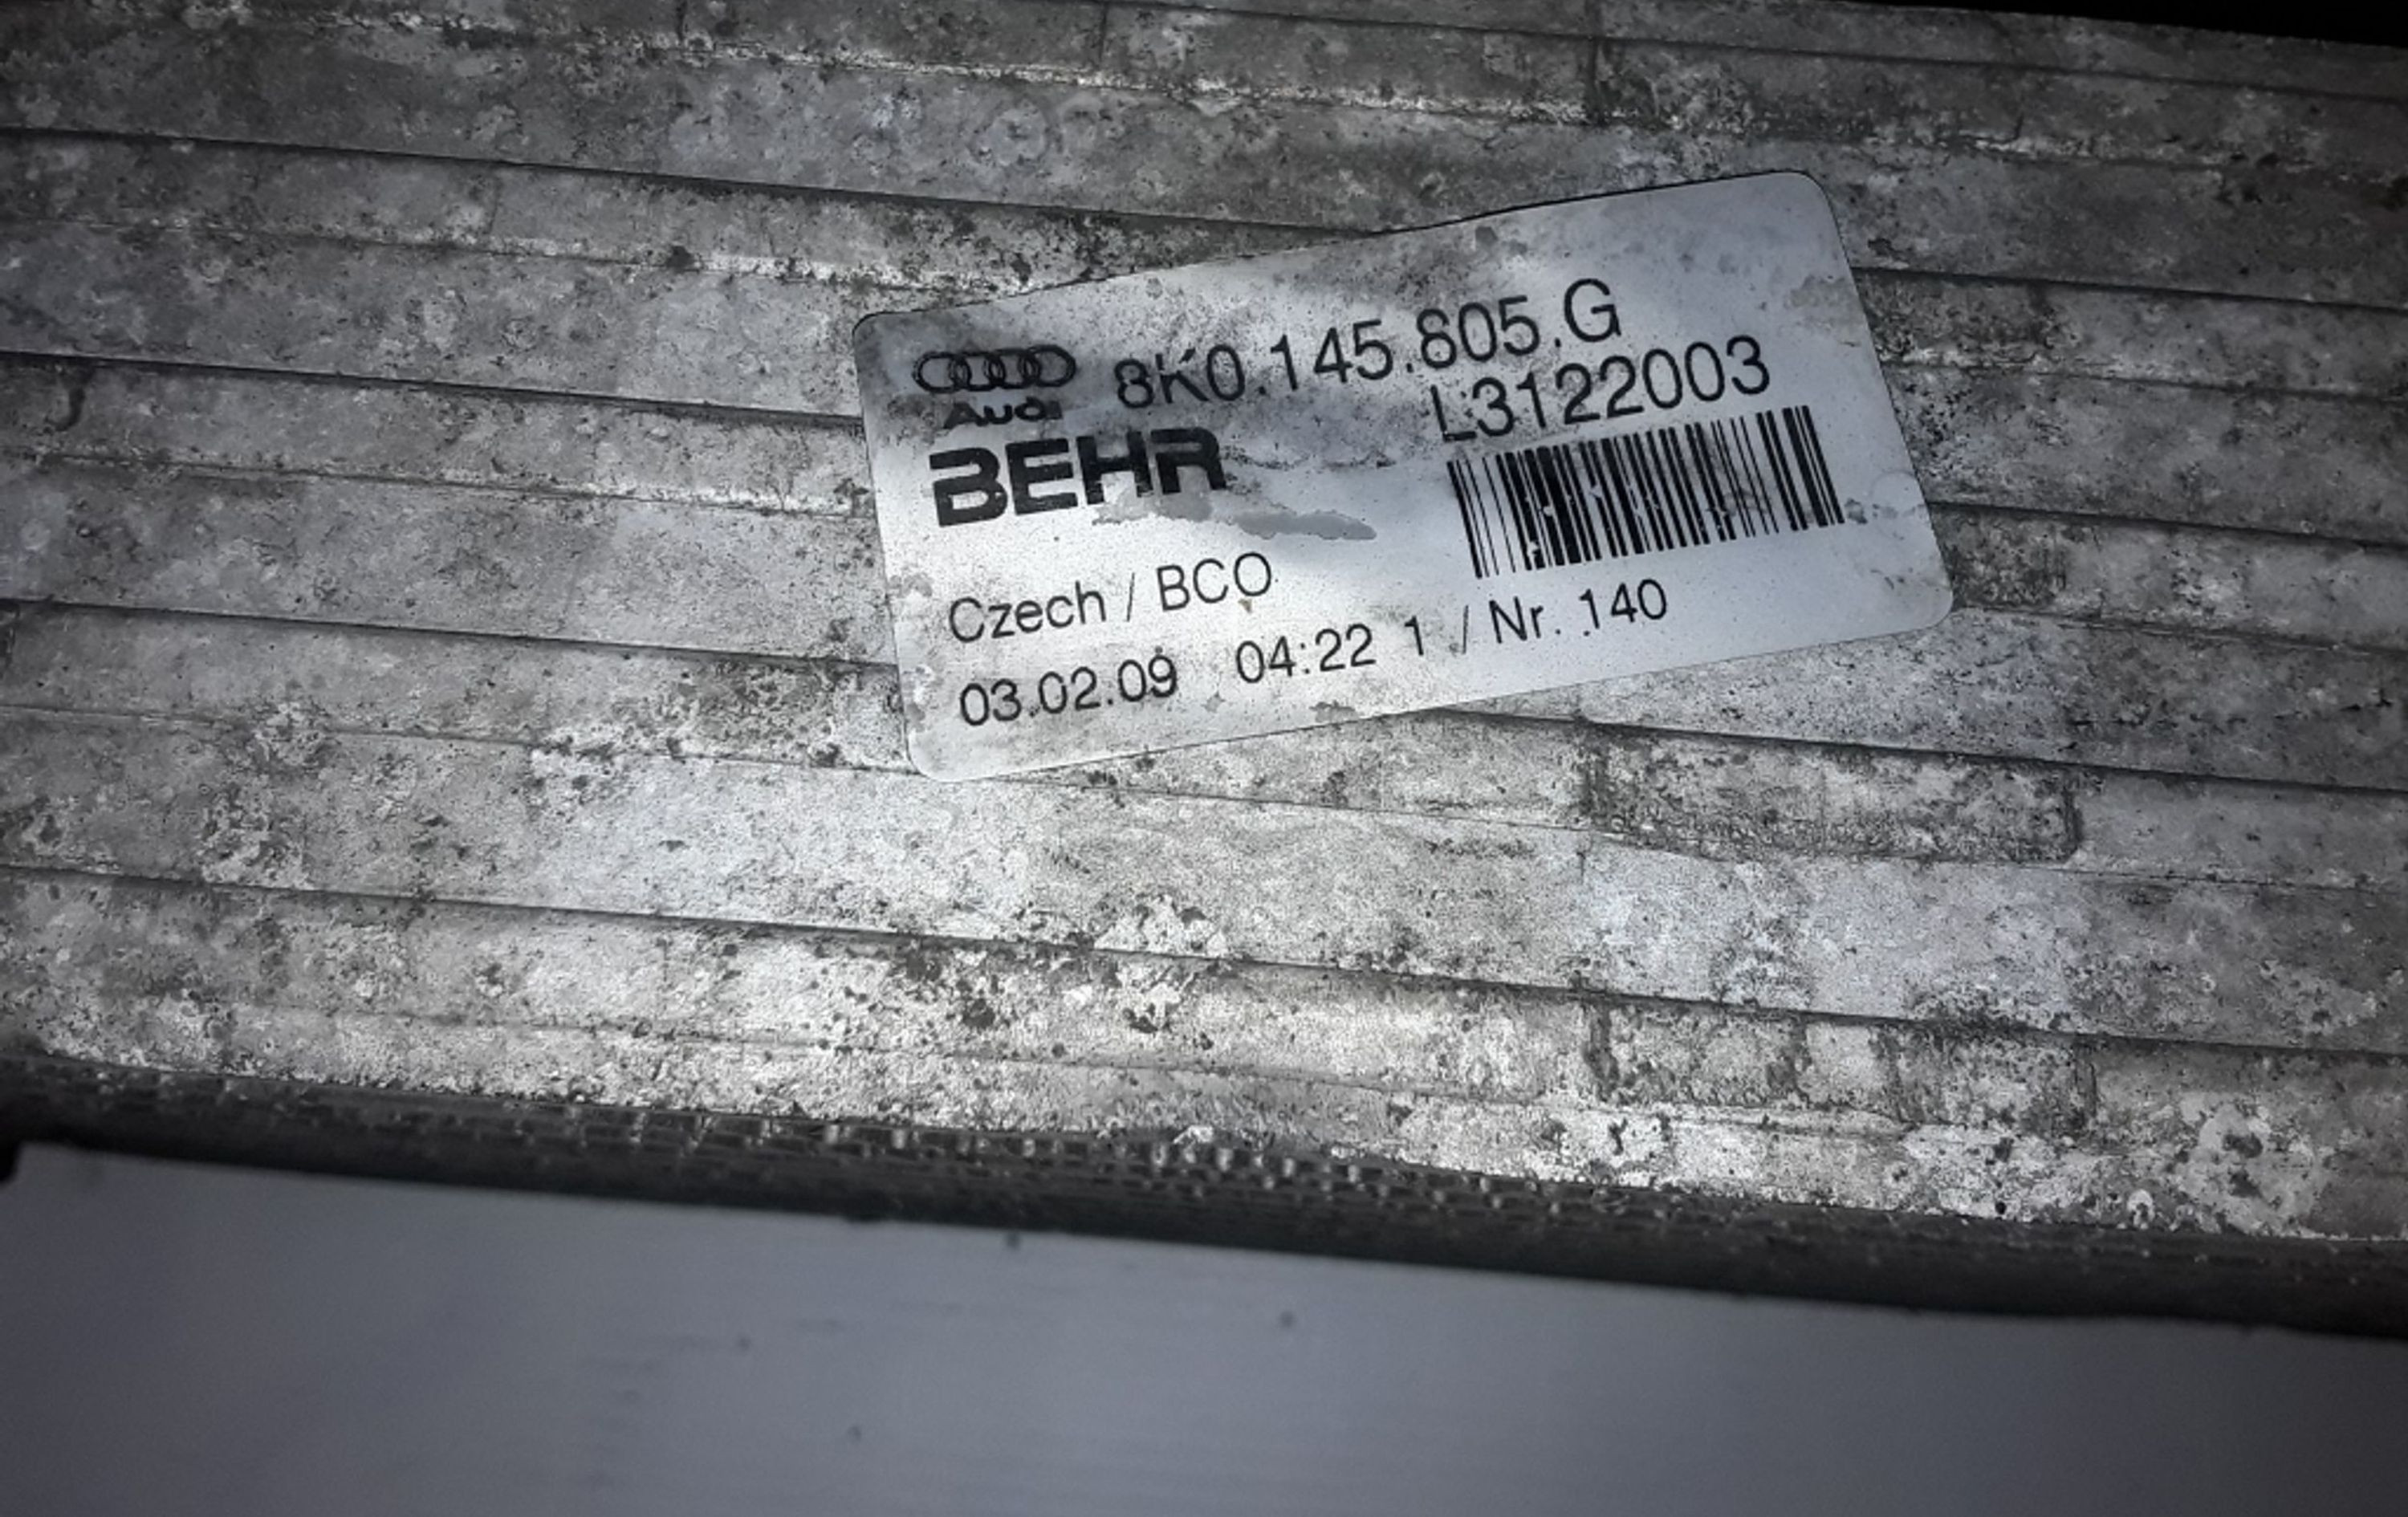 Audi 8K0.145.805.G
L3122003
BEHR
Czech / BCO
03.02.09 04:22 1 / Nr. 140